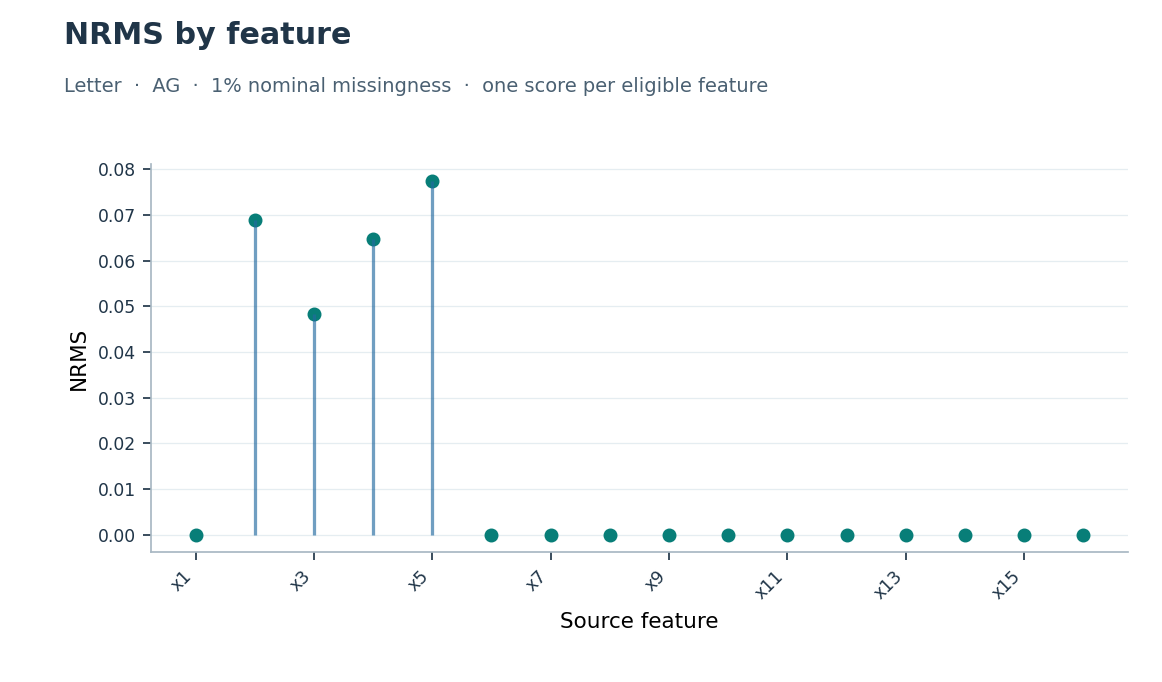 NRMS by feature
Letter · AG · 1% nominal missingness · one score per eligible feature
0.08
0.07
0.06
0.05
0.04
0.03
0.02
0.01
0.00
NRMS
x1 x3 x5 x7 x9 x11 x13 x15
Source feature